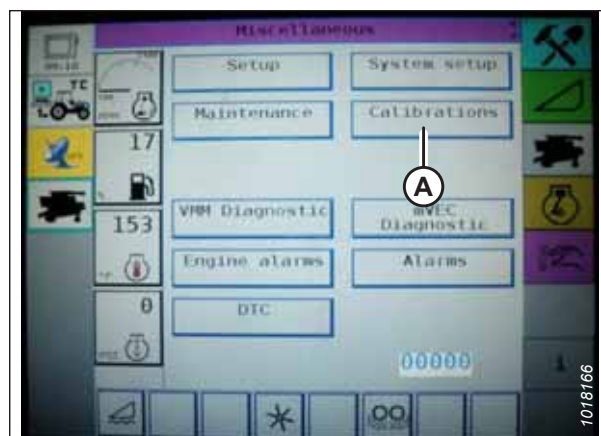 Miscellaneous
TC
Setup
System setup
Maintenance
Calibrations
17
A
153
VMM Diagnostic
mVEC
Diagnostic
Engine alarms
Alarms
0
DTC
00000
i
1018166